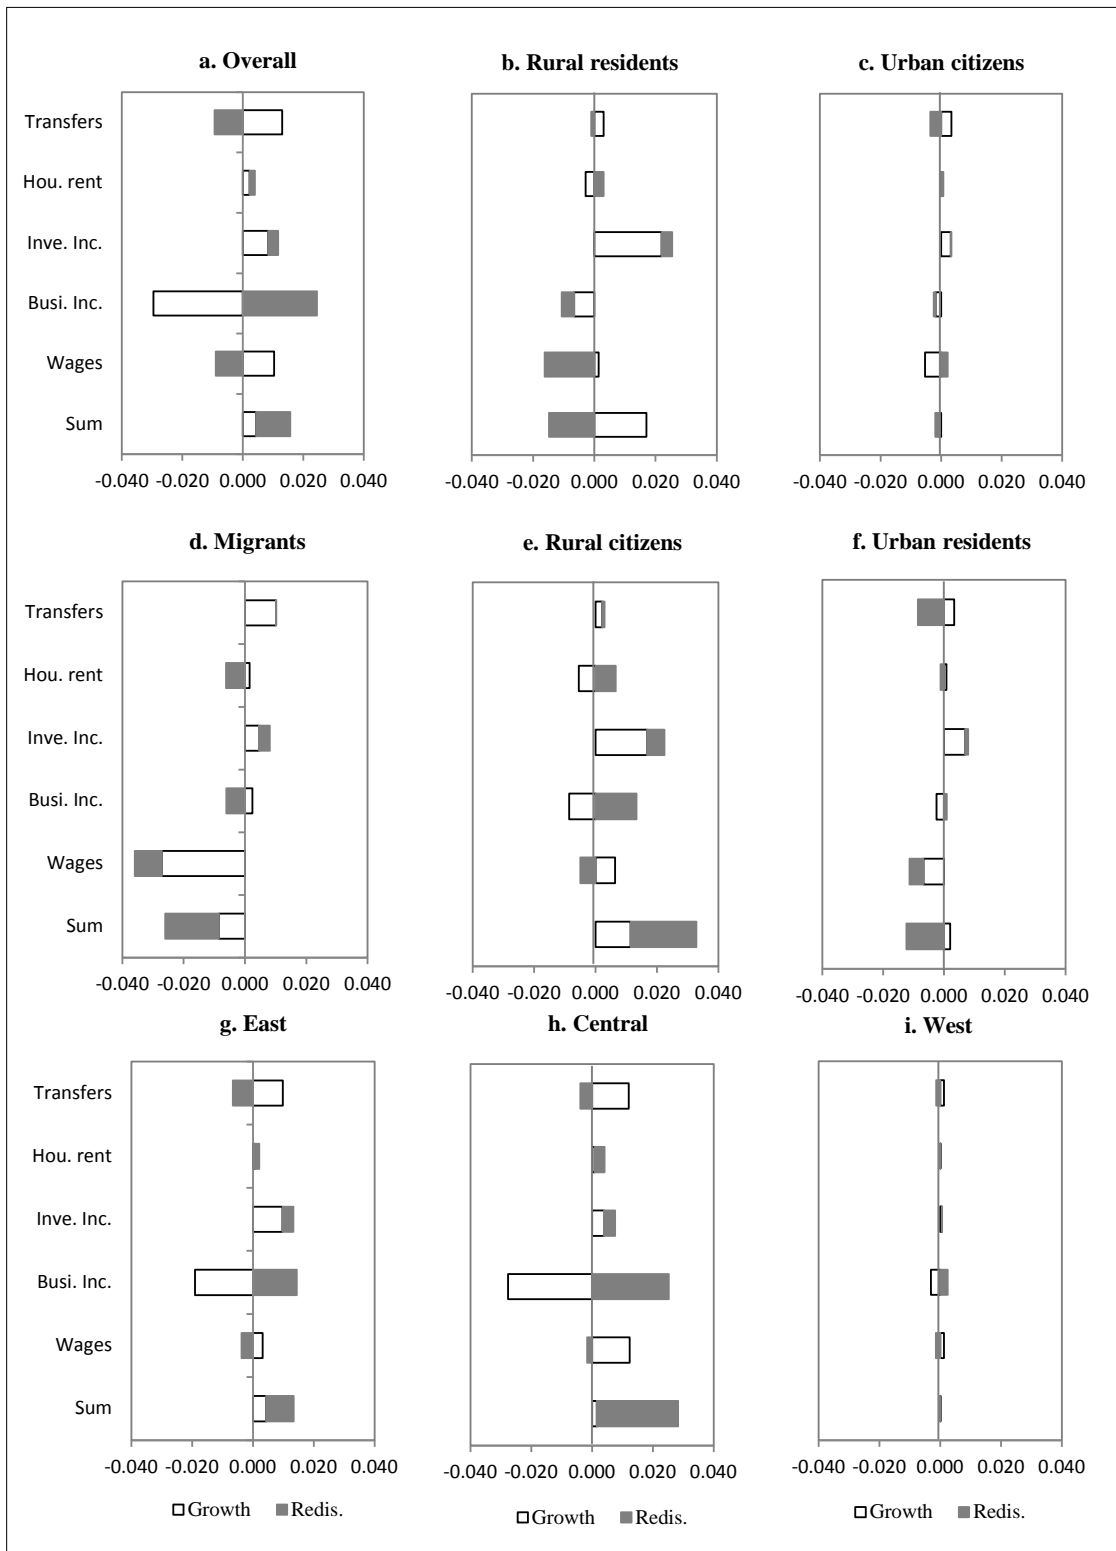 a. Overall
b. Rural residents
c. Urban citizens
Transfers
Hou. rent
Inve. Inc.
Busi. Inc.
Wages
Sum
-0.040 -0.020 0.000 0.020 0.040
-0.040 -0.020 0.000 0.020 0.040
-0.040 -0.020 0.000 0.020 0.040
d. Migrants
e. Rural citizens
f. Urban residents
Transfers
Hou. rent
Inve. Inc.
Busi. Inc.
Wages
Sum
-0.040 -0.020 0.000 0.020 0.040
-0.040 -0.020 0.000 0.020 0.040
-0.040 -0.020 0.000 0.020 0.040
g. East
h. Central
i. West
Transfers
Hou. rent
Inve. Inc.
Busi. Inc.
Wages
Sum
-0.040 -0.020 0.000 0.020 0.040
-0.040 -0.020 0.000 0.020 0.040
-0.040 -0.020 0.000 0.020 0.040
Growth Redis.
Growth Redis.
Growth Redis.